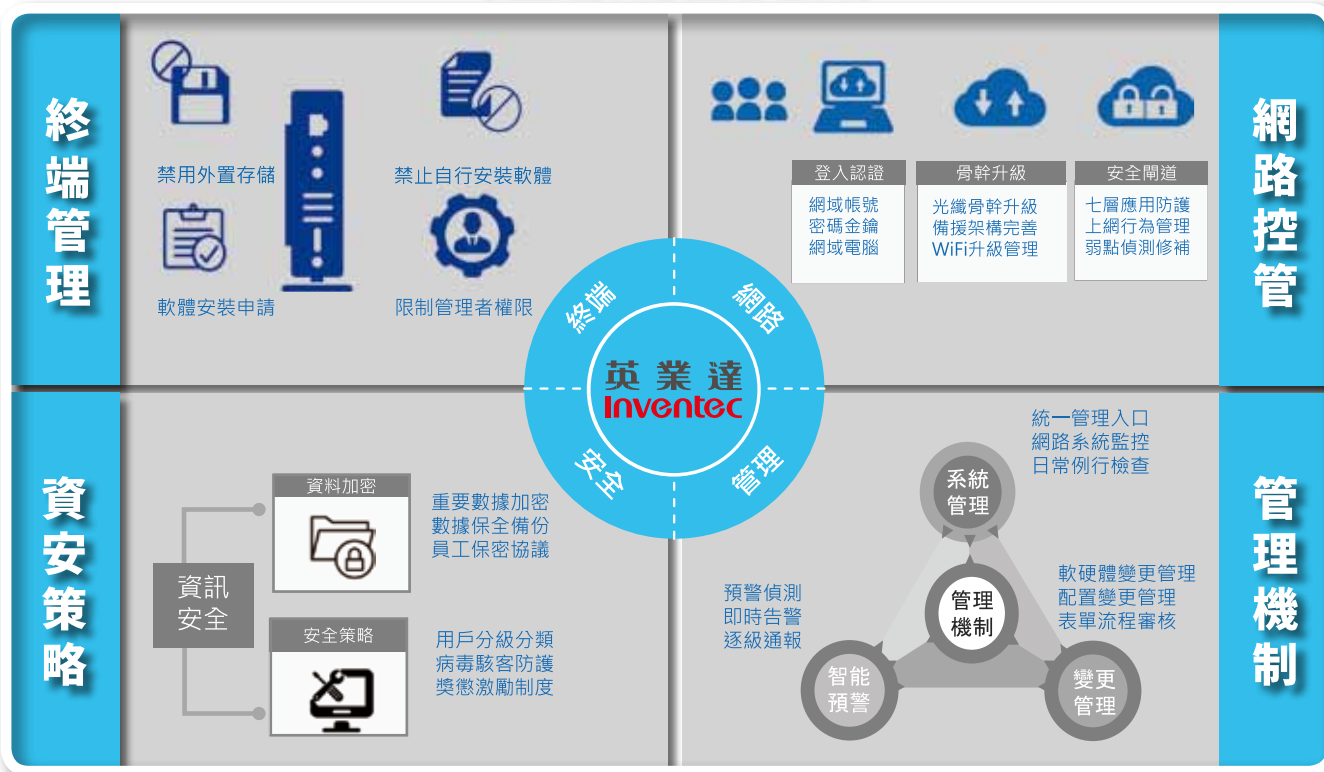 終端管理
禁用外置存儲
禁止自行安裝軟體
軟體安裝申請
限制管理者權限
網路控管
登入認證
網域帳號
密碼金鑰
網域電腦
骨幹升級
光纖骨幹升級
備援架構完善
WiFi升級管理
安全閘道
七層應用防護
上網行為管理
弱點偵測修補
終端
網路
英業達
Inventec
安全
管理
資安策略
資訊
安全
資料加密
重要數據加密
數據保全備份
員工保密協議
安全策略
用戶分級分類
病毒駭客防護
獎懲激勵制度
管理機制
統一管理入口
網路系統監控
日常例行檢查
系統
管理
預警偵測
即時告警
逐級通報
管理
機制
軟硬體變更管理
配置變更管理
表單流程審核
智能
預警
變更
管理